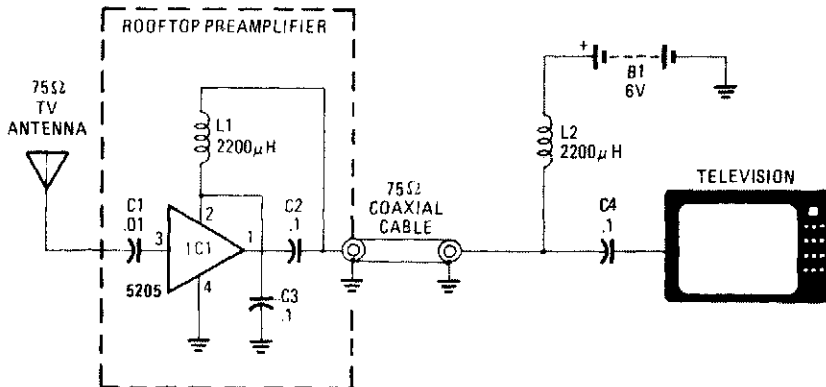 ROOFTOP PREAMPLIFIER
75Ω
TV
ANTENNA
L1
2200μH
C1
.01
3
IC1
2
1
4
5205
C2
.1
C3
.1
75Ω
COAXIAL
CABLE
L2
2200μH
+
B1
6V
C4
.1
TELEVISION